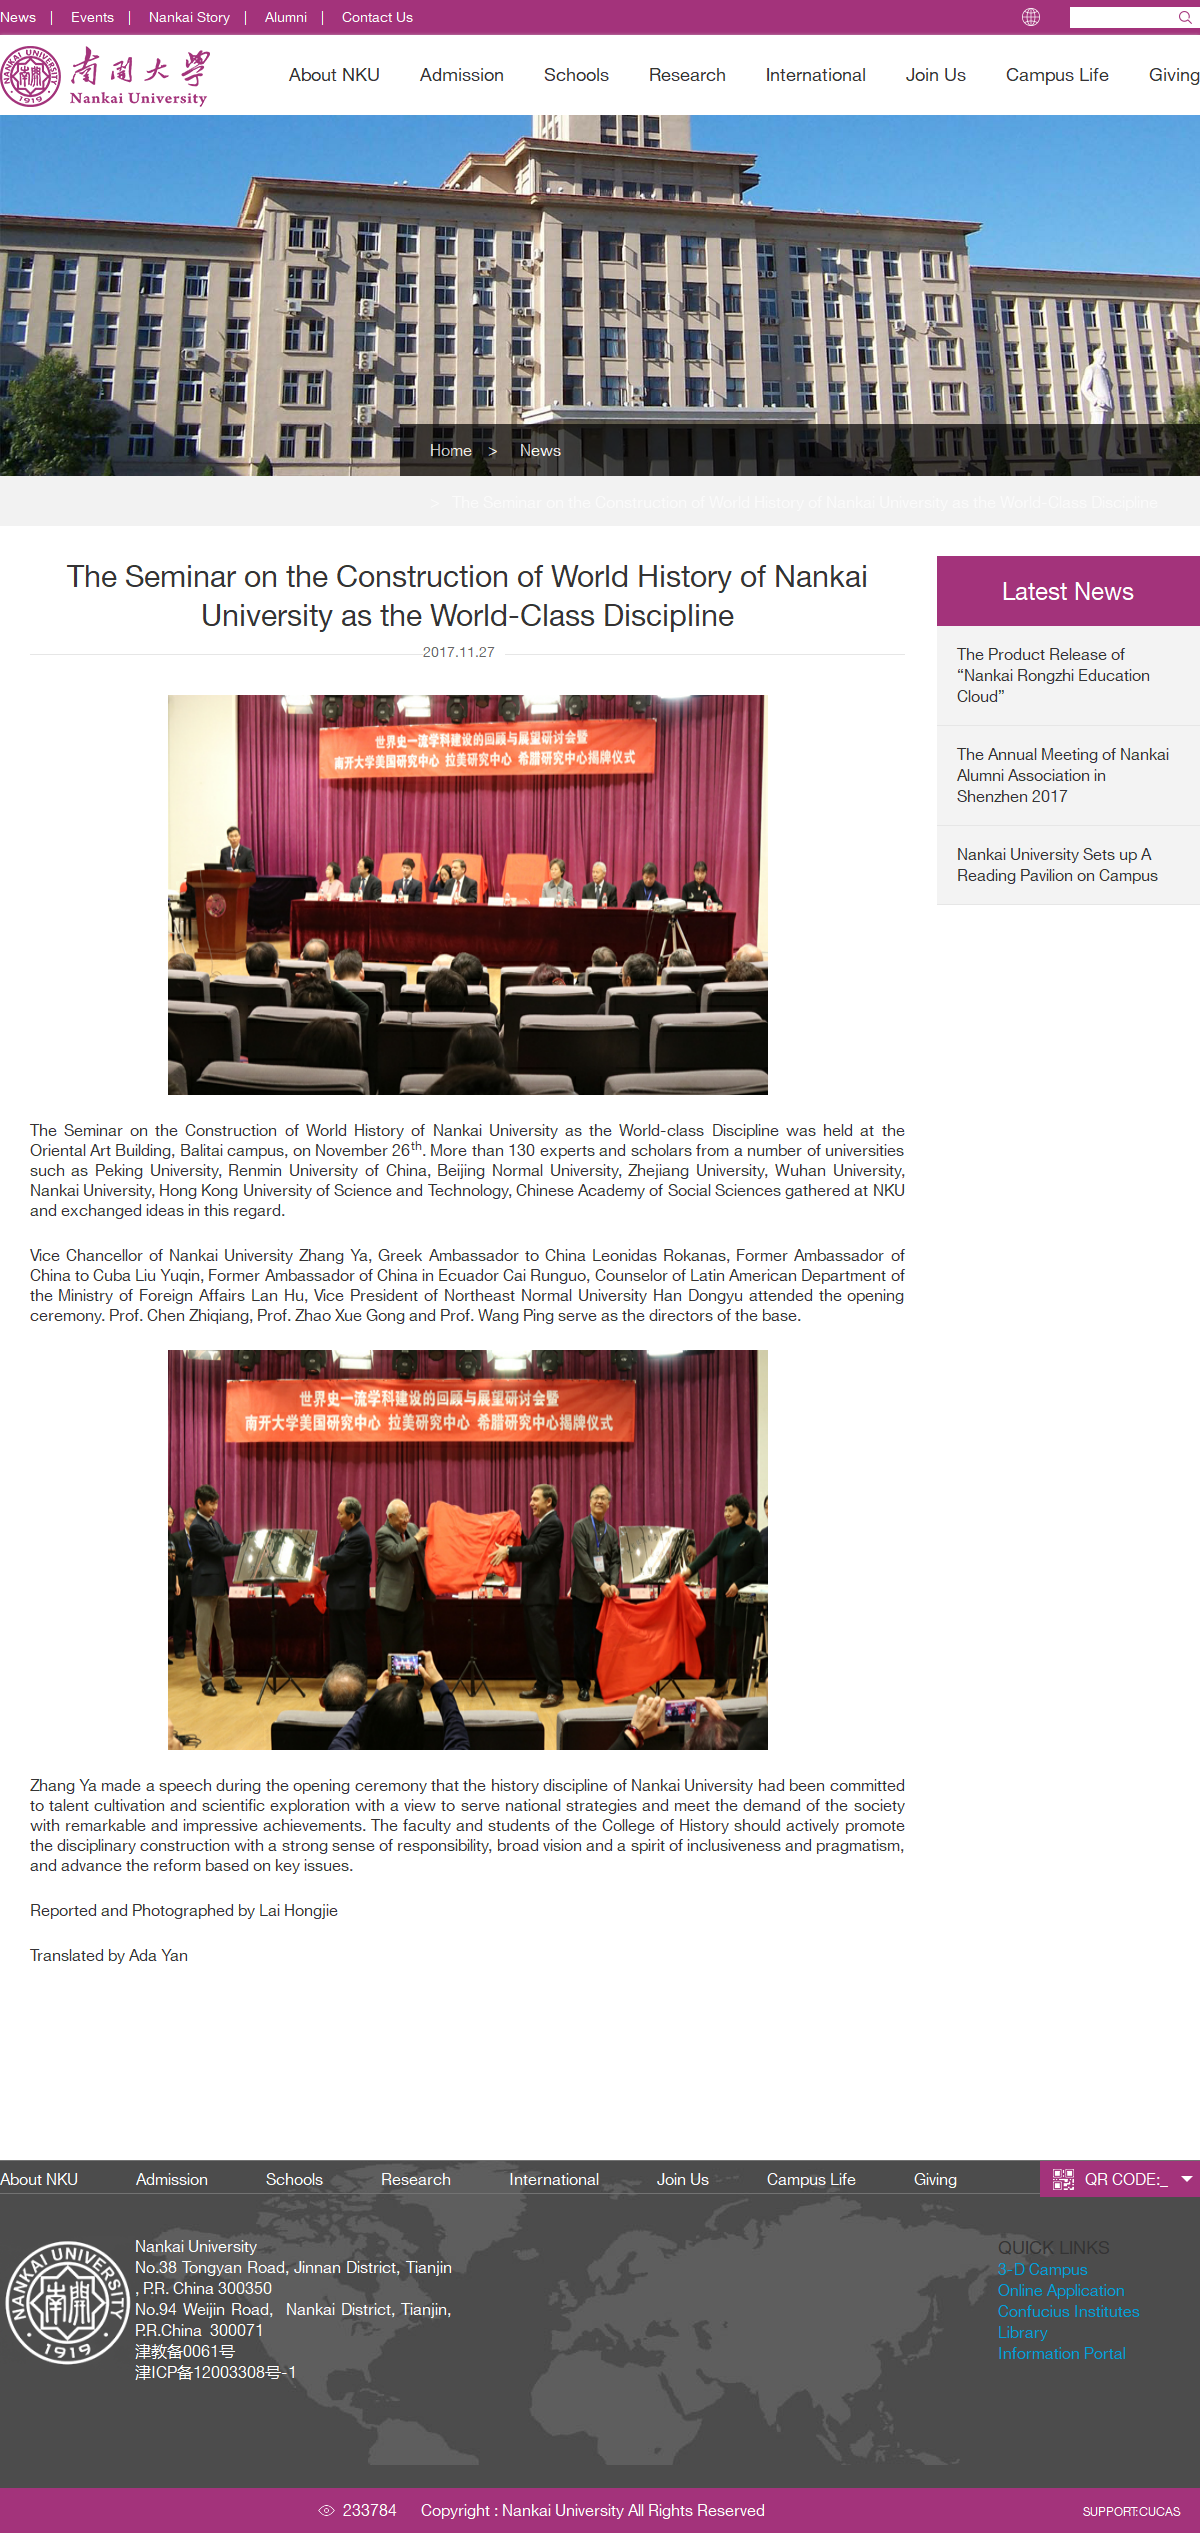 News | Events | Nankai Story | Alumni | Contact Us
NANKAI UNIVERSITY
1919
南開大學
Nankai University
About NKU Admission Schools Research International Join Us Campus Life Giving
Home > News
> The Seminar on the Construction of World History of Nankai University as the World-Class Discipline
The Seminar on the Construction of World History of Nankai
University as the World-Class Discipline
2017.11.27
世界史一流学科建设的回顾与展望研讨会暨
南开大学美国研究中心 拉美研究中心 希腊研究中心揭牌仪式
The Seminar on the Construction of World History of Nankai University as the World-class Discipline was held at the
Oriental Art Building, Balitai campus, on November 26th. More than 130 experts and scholars from a number of universities
such as Peking University, Renmin University of China, Beijing Normal University, Zhejiang University, Wuhan University,
Nankai University, Hong Kong University of Science and Technology, Chinese Academy of Social Sciences gathered at NKU
and exchanged ideas in this regard.
Vice Chancellor of Nankai University Zhang Ya, Greek Ambassador to China Leonidas Rokanas, Former Ambassador of
China to Cuba Liu Yuqin, Former Ambassador of China in Ecuador Cai Runguo, Counselor of Latin American Department of
the Ministry of Foreign Affairs Lan Hu, Vice President of Northeast Normal University Han Dongyu attended the opening
ceremony. Prof. Chen Zhiqiang, Prof. Zhao Xue Gong and Prof. Wang Ping serve as the directors of the base.
世界史一流学科建设的回顾与展望研讨会暨
南开大学美国研究中心 拉美研究中心 希腊研究中心揭牌仪式
Zhang Ya made a speech during the opening ceremony that the history discipline of Nankai University had been committed
to talent cultivation and scientific exploration with a view to serve national strategies and meet the demand of the society
with remarkable and impressive achievements. The faculty and students of the College of History should actively promote
the disciplinary construction with a strong sense of responsibility, broad vision and a spirit of inclusiveness and pragmatism,
and advance the reform based on key issues.
Reported and Photographed by Lai Hongjie
Translated by Ada Yan
Latest News
The Product Release of
“Nankai Rongzhi Education
Cloud”
The Annual Meeting of Nankai
Alumni Association in
Shenzhen 2017
Nankai University Sets up A
Reading Pavilion on Campus
About NKU Admission Schools Research International Join Us Campus Life Giving
QR CODE:_
NANKAI UNIVERSITY
1919
Nankai University
No.38 Tongyan Road, Jinnan District, Tianjin
, P.R. China 300350
No.94 Weijin Road, Nankai District, Tianjin,
P.R.China 300071
津教备0061号
津ICP备12003308号-1
QUICK LINKS
3-D Campus
Online Application
Confucius Institutes
Library
Information Portal
233784 Copyright : Nankai University All Rights Reserved
SUPPORT:CUCAS